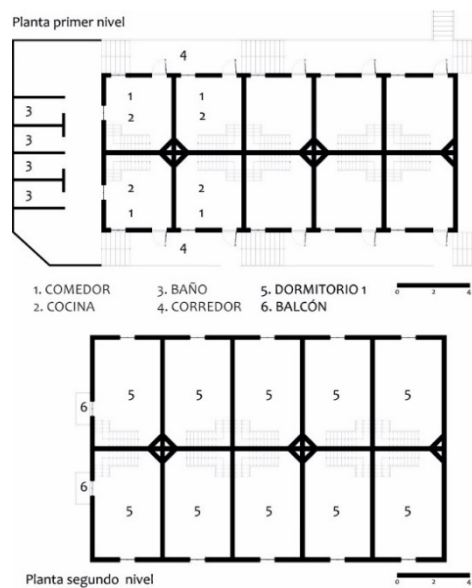 Planta primer nivel
4
1 1
3 2 2
3
3 2 2
3 1 1
4
1. COMEDOR 3. BAÑO 5. DORMITORIO 1
2. COCINA 4. CORREDOR 6. BALCÓN
0 2 4
5 5 5 5 5
6
6
5 5 5 5 5
Planta segundo nivel
0 2 4